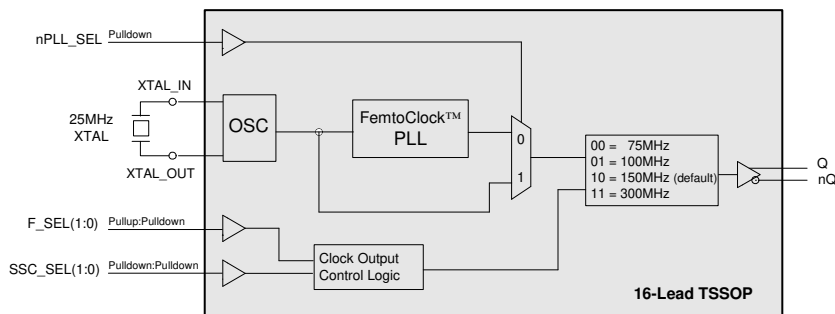 nPLL_SEL Pulldown
XTAL_IN
25MHz
XTAL
XTAL_OUT
OSC
FemtoClock™
PLL
0
1
00 = 75MHz
01 = 100MHz
10 = 150MHz (default)
11 = 300MHz
Q
nQ
F_SEL(1:0) Pullup:Pulldown
SSC_SEL(1:0) Pulldown:Pulldown
Clock Output
Control Logic
16-Lead TSSOP